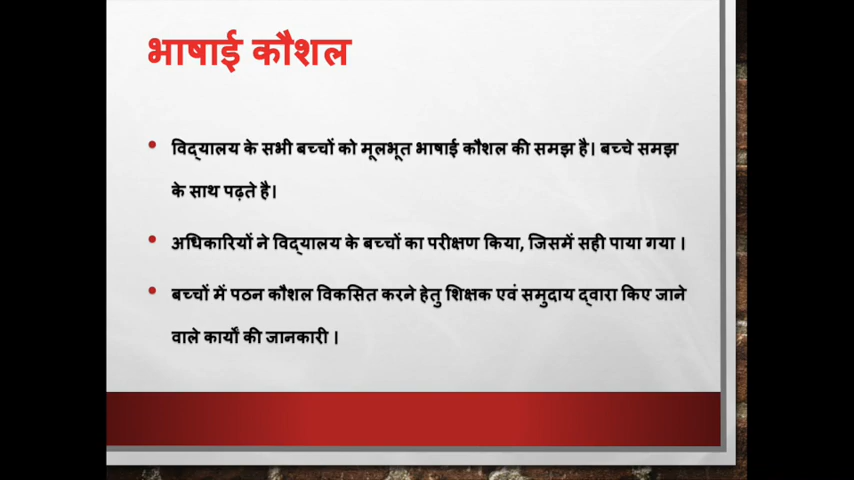 भाषाई कौशल
विद्यालय के सभी बच्चों को मूलभूत भाषाई कौशल की समझ है। बच्चे समझ
के साथ पढ़ते है।
अधिकारियों ने विद्यालय के बच्चों का परीक्षण किया, जिसमें सही पाया गया ।
बच्चों में पठन कौशल विकसित करने हेतु शिक्षक एवं समुदाय द्वारा किए जाने
वाले कार्यों की जानकारी ।